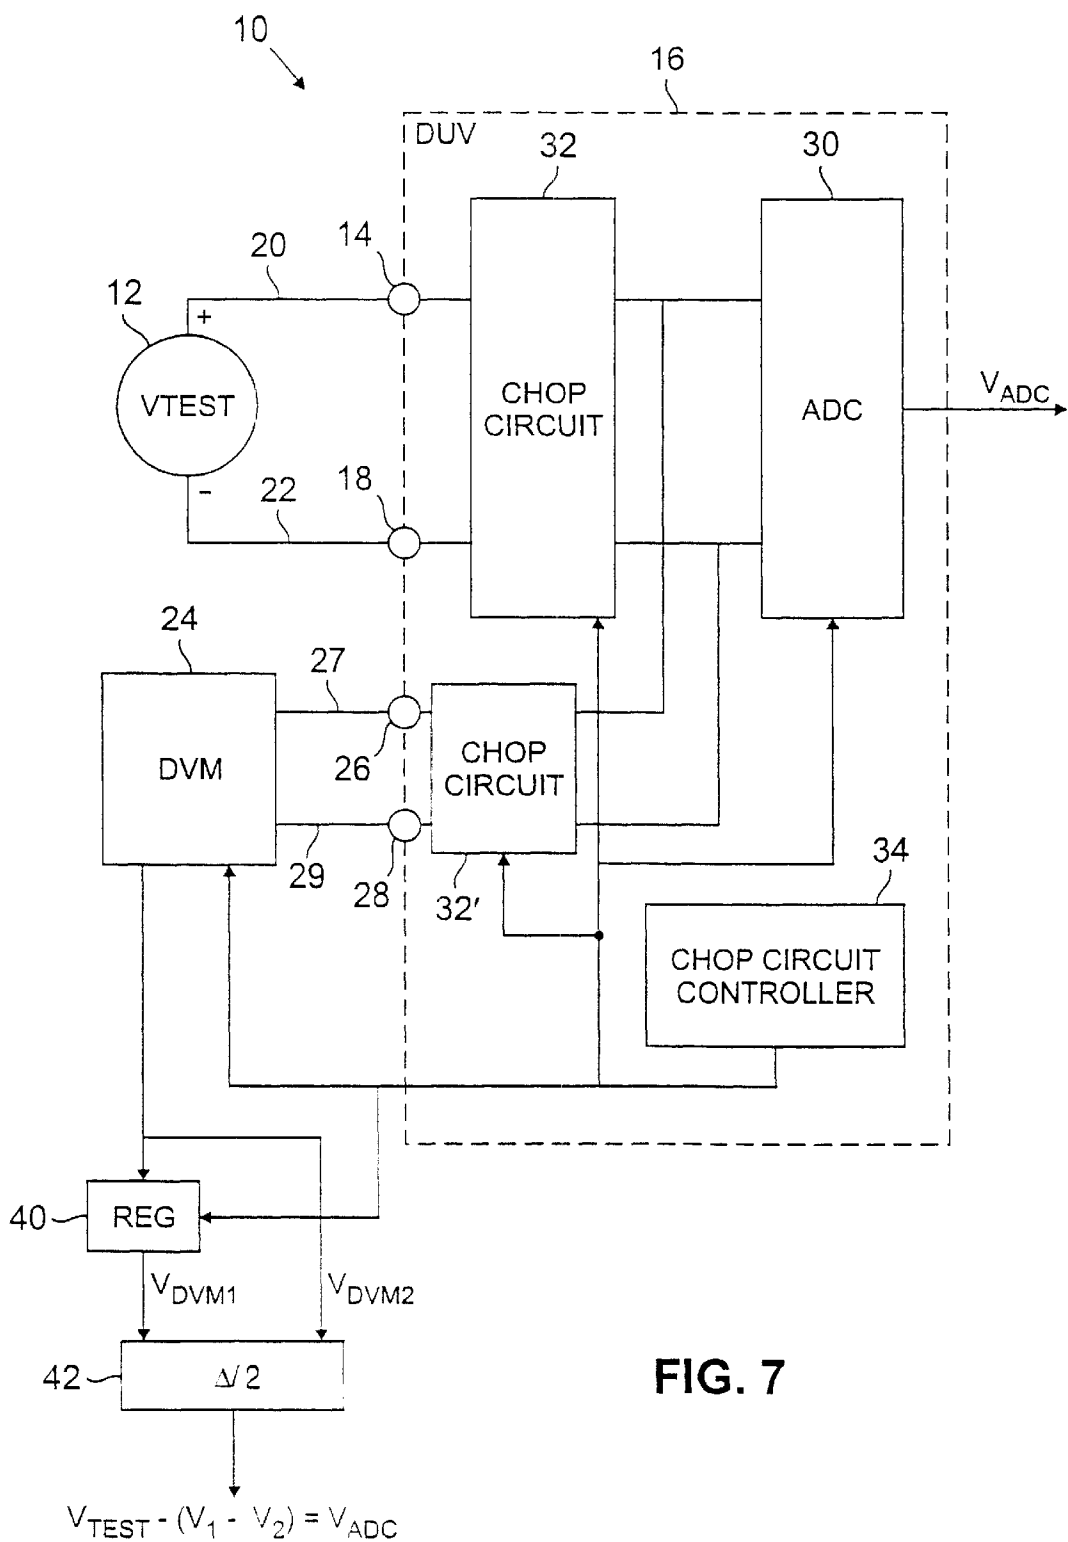 10
16
DUV
32
30
14
20
12
+
VTEST
CHOP
CIRCUIT
ADC
VADC
−
22
18
24
27
DVM
26
CHOP
CIRCUIT
29
28
32′
34
CHOP CIRCUIT
CONTROLLER
40
REG
VDVM1
VDVM2
42
Δ/2
FIG. 7
VTEST - (V1 - V2) = VADC